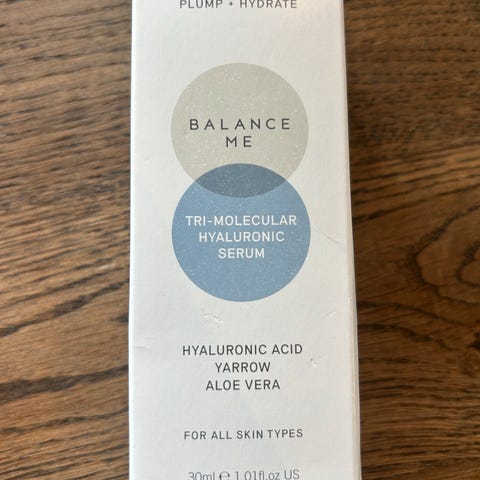 PLUMP + HYDRATE
BALANCE
ME
TRI-MOLECULAR
HYALURONIC
SERUM
HYALURONIC ACID
YARROW
ALOE VERA
FOR ALL SKIN TYPES
30ml ℮ 1.01fl.oz US